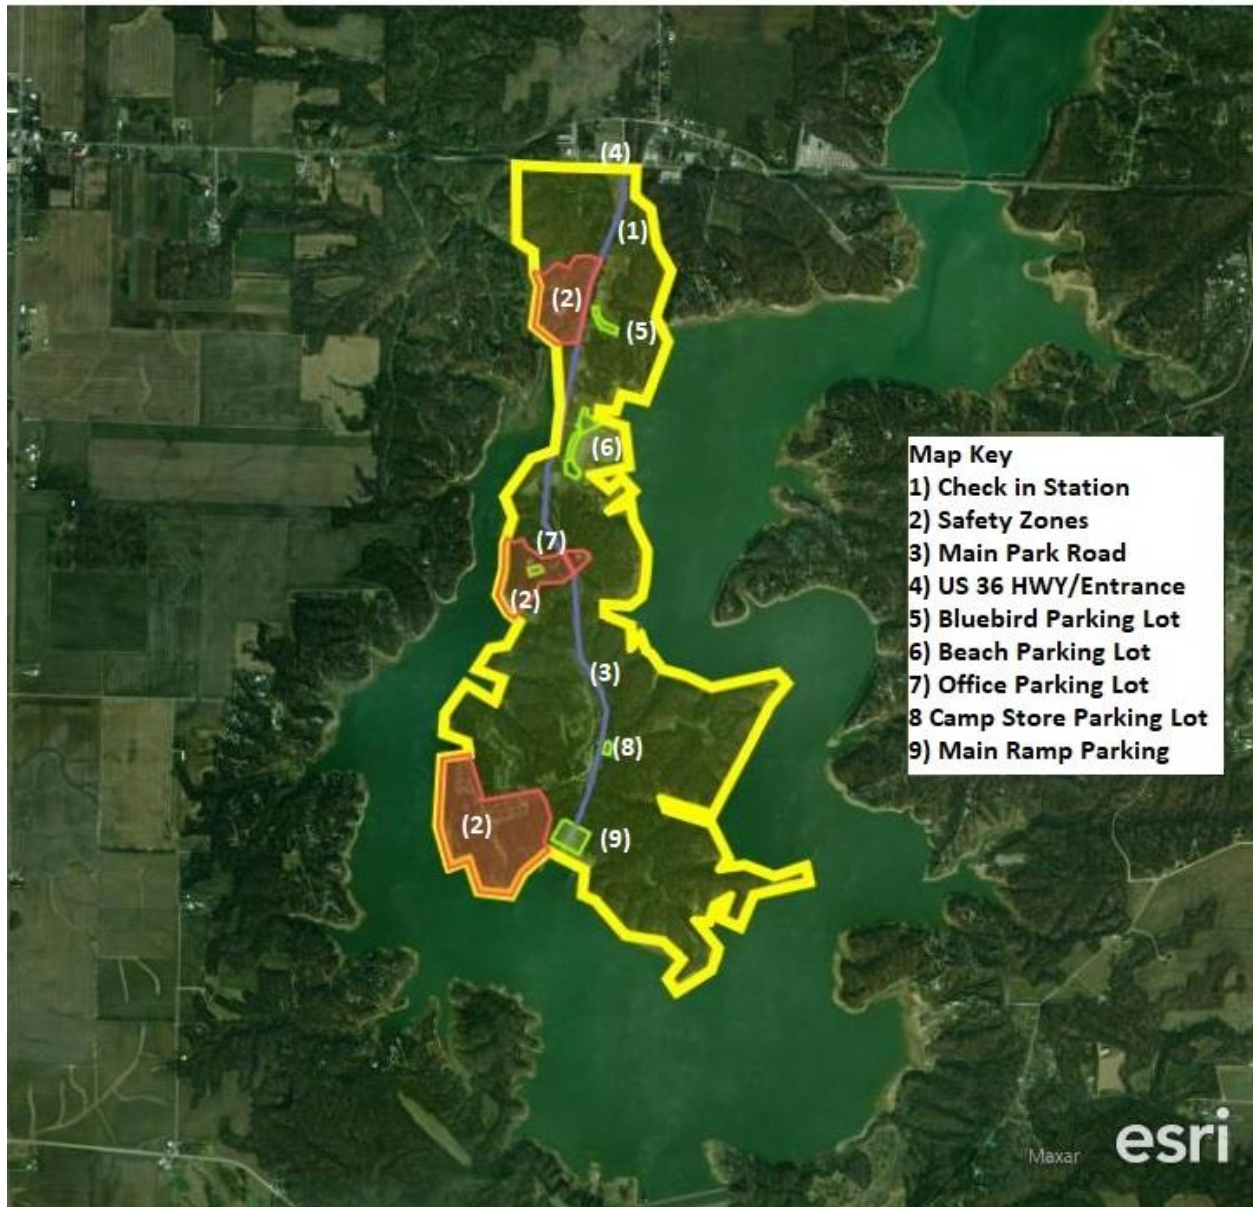 (4)
(1)
(2)
(5)
(6)
(7)
(2)
(3)
(8)
(2)
(9)
Map Key
1) Check in Station
2) Safety Zones
3) Main Park Road
4) US 36 HWY/Entrance
5) Bluebird Parking Lot
6) Beach Parking Lot
7) Office Parking Lot
8 Camp Store Parking Lot
9) Main Ramp Parking
Maxar
esri